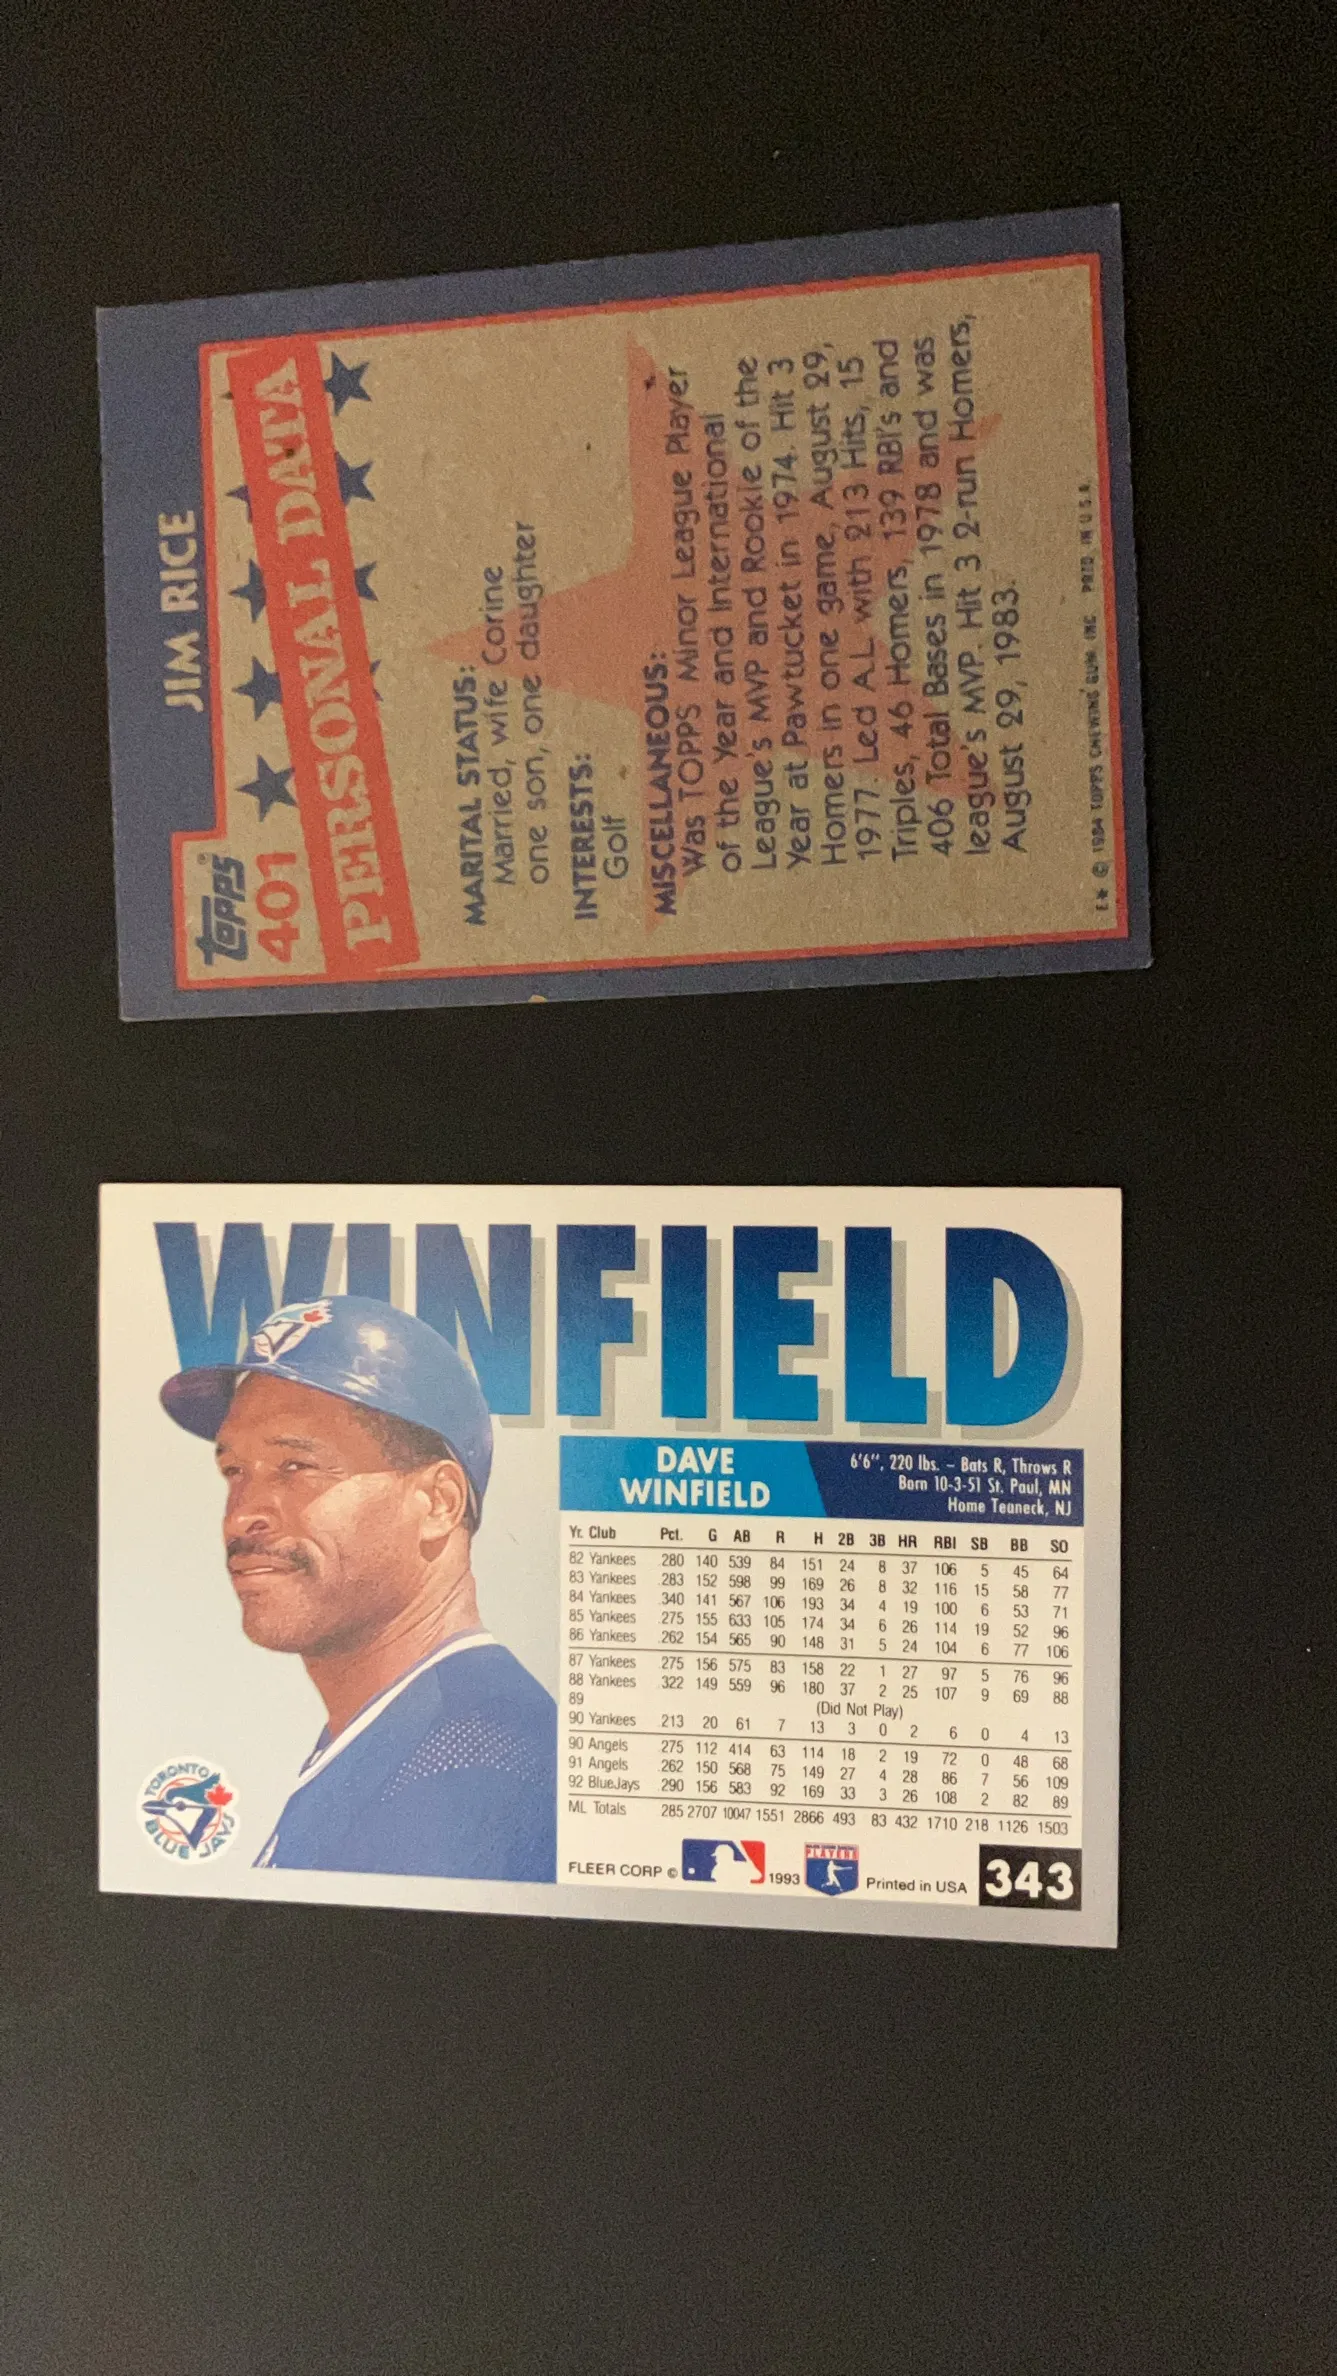 JIM RICE
TOPPS®
401
PERSONAL DATA
MARITAL STATUS:
Married, wife Corine
one son, one daughter
INTERESTS:
Golf
MISCELLANEOUS:
Was TOPPS Minor League Player
of the Year and International
League's MVP and Rookie of the
Year at Pawtucket in 1974. Hit 3
Homers in one game, August 29,
1977. Led A.L. with 213 Hits, 15
Triples, 46 Homers, 139 RBI's and
406 Total Bases in 1978 and was
league's MVP. Hit 3 2-run Homers,
August 29, 1983.
E★ © 1984 TOPPS CHEWING GUM, INC. PRTD. IN U.S.A.
WINFIELD
DAVE
WINFIELD
6'6", 220 lbs. – Bats R, Throws R
Born 10-3-51 St. Paul, MN
Home Teaneck, NJ
Yr. Club Pct. G AB R H 2B 3B HR RBI SB BB SO
82 Yankees .280 140 539 84 151 24 8 37 106 5 45 64
83 Yankees .283 152 598 99 169 26 8 32 116 15 58 77
84 Yankees .340 141 567 106 193 34 4 19 100 6 53 71
85 Yankees .275 155 633 105 174 34 6 26 114 19 52 96
86 Yankees .262 154 565 90 148 31 5 24 104 6 77 106
87 Yankees .275 156 575 83 158 22 1 27 97 5 76 96
88 Yankees .322 149 559 96 180 37 2 25 107 9 69 88
89 (Did Not Play)
90 Yankees .213 20 61 7 13 3 0 2 6 0 4 13
90 Angels .275 112 414 63 114 18 2 19 72 0 48 68
91 Angels .262 150 568 75 149 27 4 28 86 7 56 109
92 BlueJays .290 156 583 92 169 33 3 26 108 2 82 89
ML Totals .285 2707 10047 1551 2866 493 83 432 1710 218 1126 1503
TORONTO
BLUE JAYS
FLEER CORP © 1993
PLAYERS
Printed in USA
343